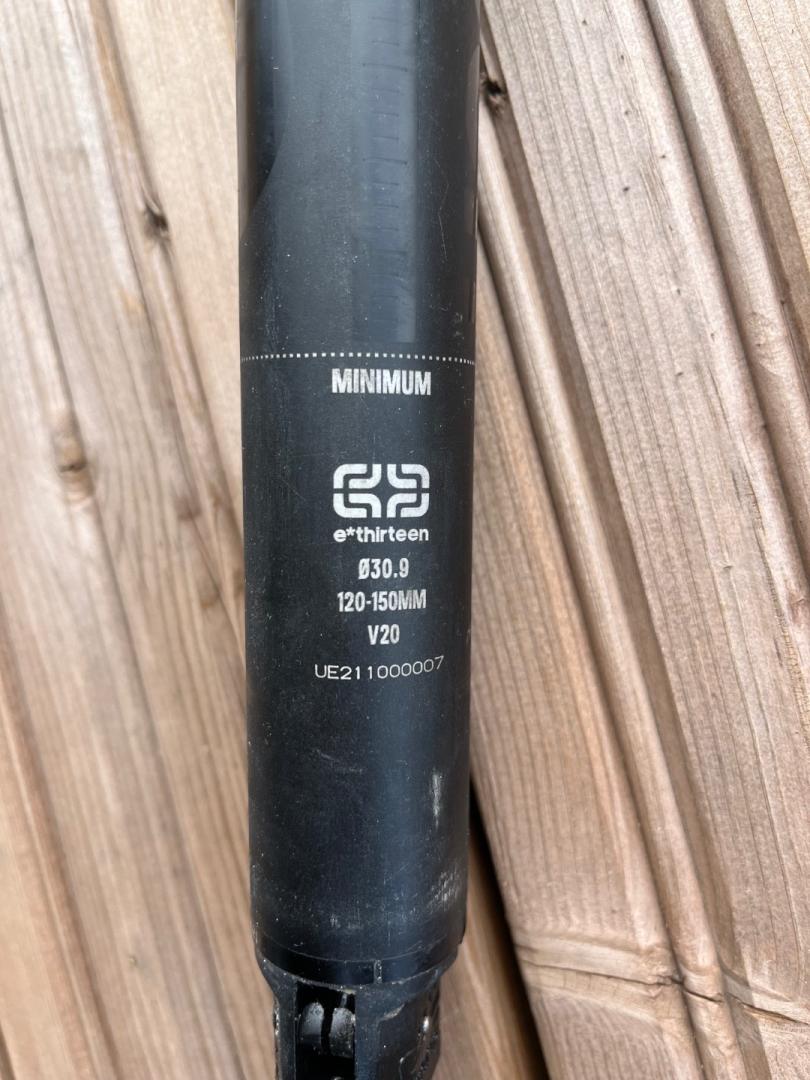 MINIMUM
e*thirteen
Ø30.9
120-150MM
V20
UE211000007